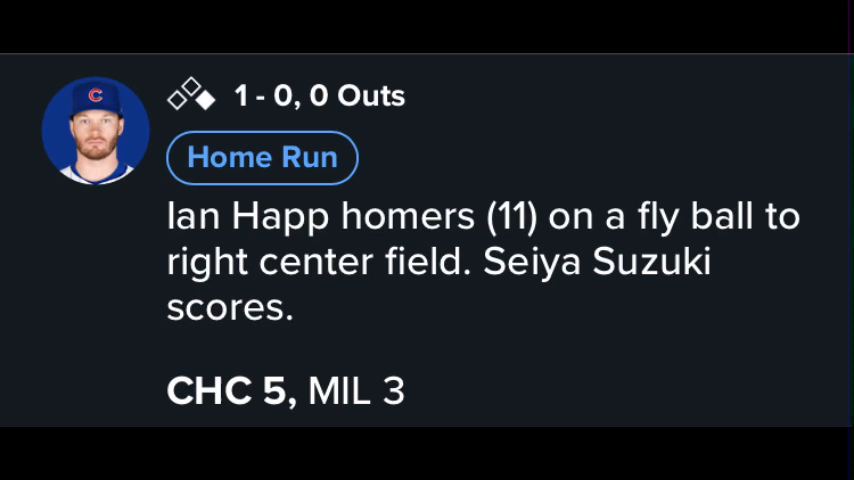 1 - 0, 0 Outs
Home Run
Ian Happ homers (11) on a fly ball to
right center field. Seiya Suzuki
scores.
CHC 5, MIL 3